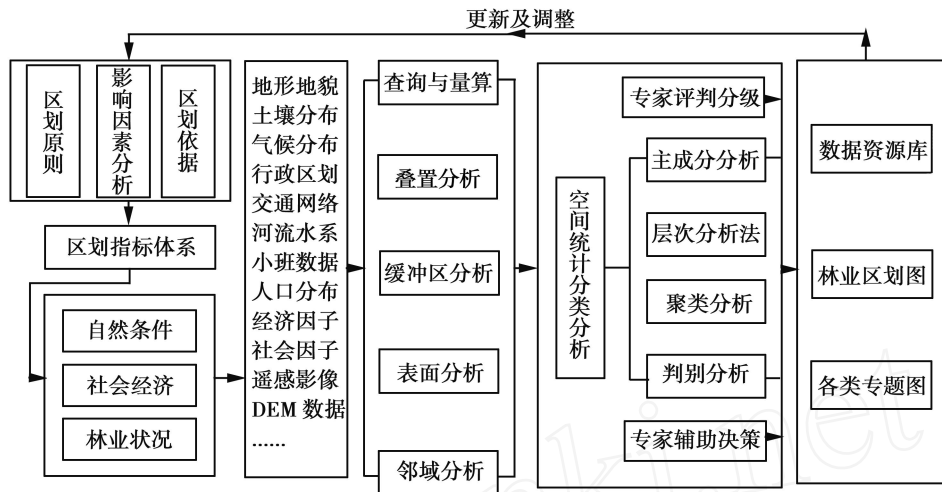 更新及调整
区划原则
影响因素分析
区划依据
区划指标体系
自然条件
社会经济
林业状况
地形地貌
土壤分布
气候分布
行政区划
交通网络
河流水系
小班数据
人口分布
经济因子
社会因子
遥感影像
DEM 数据
……
查询与量算
叠置分析
缓冲区分析
表面分析
邻域分析
空间统计分类分析
专家评判分级
主成分分析
层次分析法
聚类分析
判别分析
专家辅助决策
数据资源库
林业区划图
各类专题图